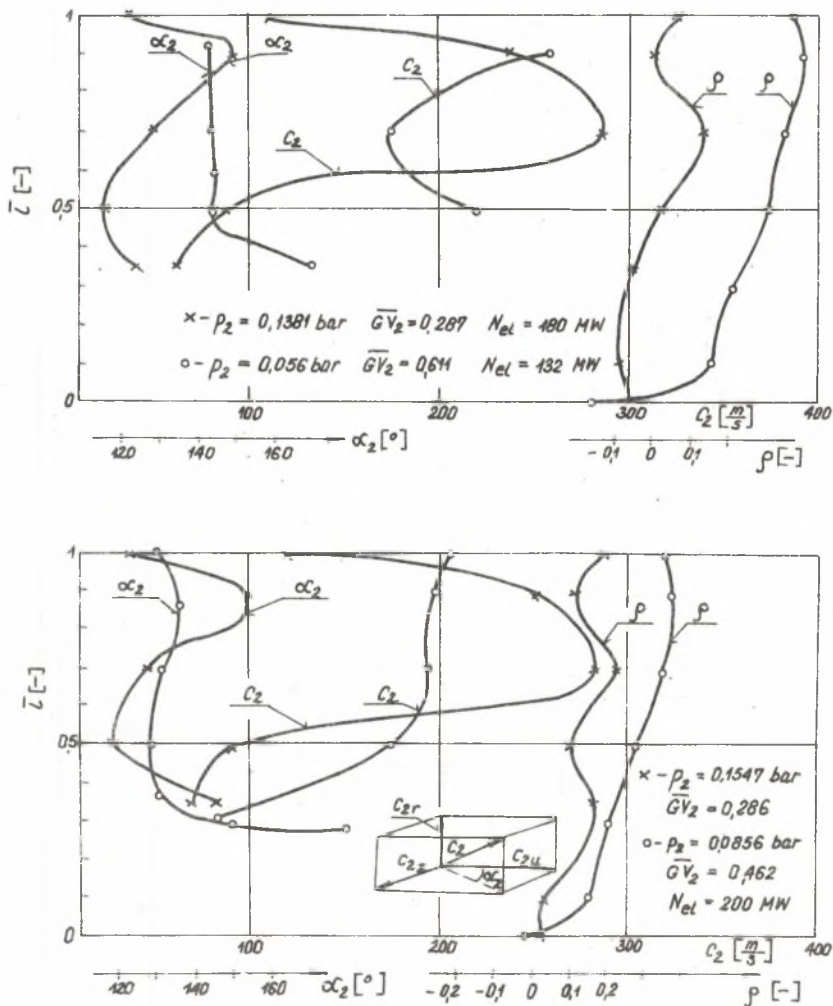 1
α₂
α₂
C₂
C₂
ρ
ρ
l̅ [-]
0,5
×- p₂ = 0,1381 bar G̅V̅₂ = 0,287 Nel = 180 MW
○- p₂ = 0,056 bar G̅V̅₂ = 0,611 Nel = 132 MW
0
100
200
300
400
C₂ [m/s]
120
140
160
α₂ [°]
-0,1
0
0,1
ρ [-]
1
α₂
α₂
C₂
C₂
ρ
ρ
l̅ [-]
0,5
×- p₂ = 0,1547 bar
G̅V̅₂ = 0,286
○- p₂ = 0,0856 bar
G̅V̅₂ = 0,462
Nel = 200 MW
C₂r
C₂
C₂z
C₂u
α₂
0
100
200
300
400
C₂ [m/s]
120
140
160
α₂ [°]
-0,2
-0,1
0
0,1
0,2
ρ [-]